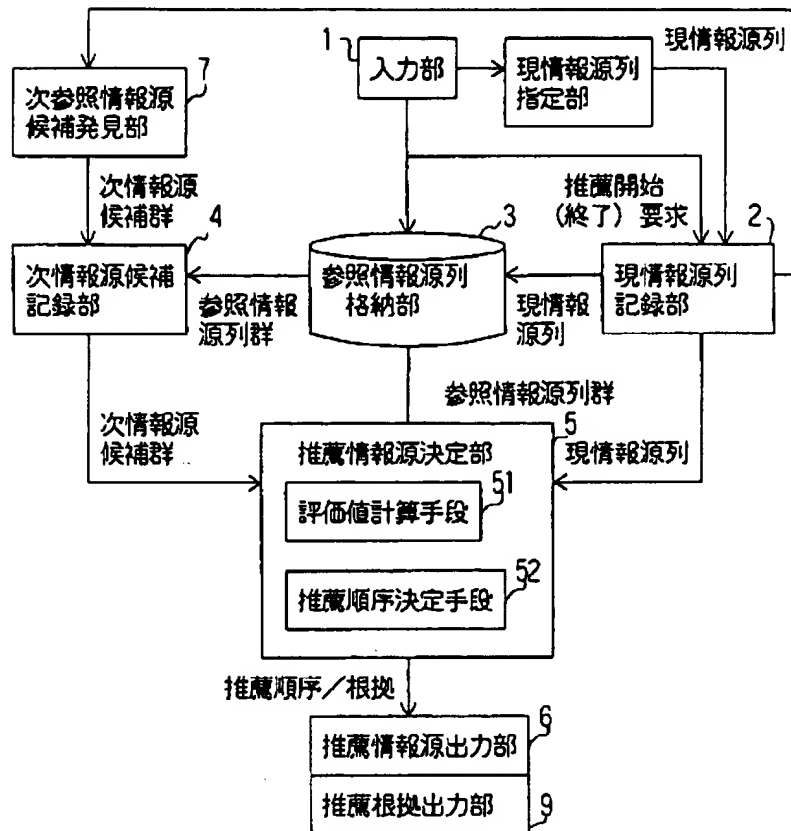 現情報源列
1
入力部
現情報源列
指定部
7
次参照情報源
候補発見部
次情報源
候補群
推薦開始
(終了)要求
4
3
2
次情報源候補
記録部
参照情報源列
格納部
現情報源列
記録部
参照情報
源列群
現情報
源列
参照情報源列群
次情報源
候補群
5
推薦情報源決定部
現情報源列
51
評価値計算手段
52
推薦順序決定手段
推薦順序/根拠
6
推薦情報源出力部
推薦根拠出力部
9